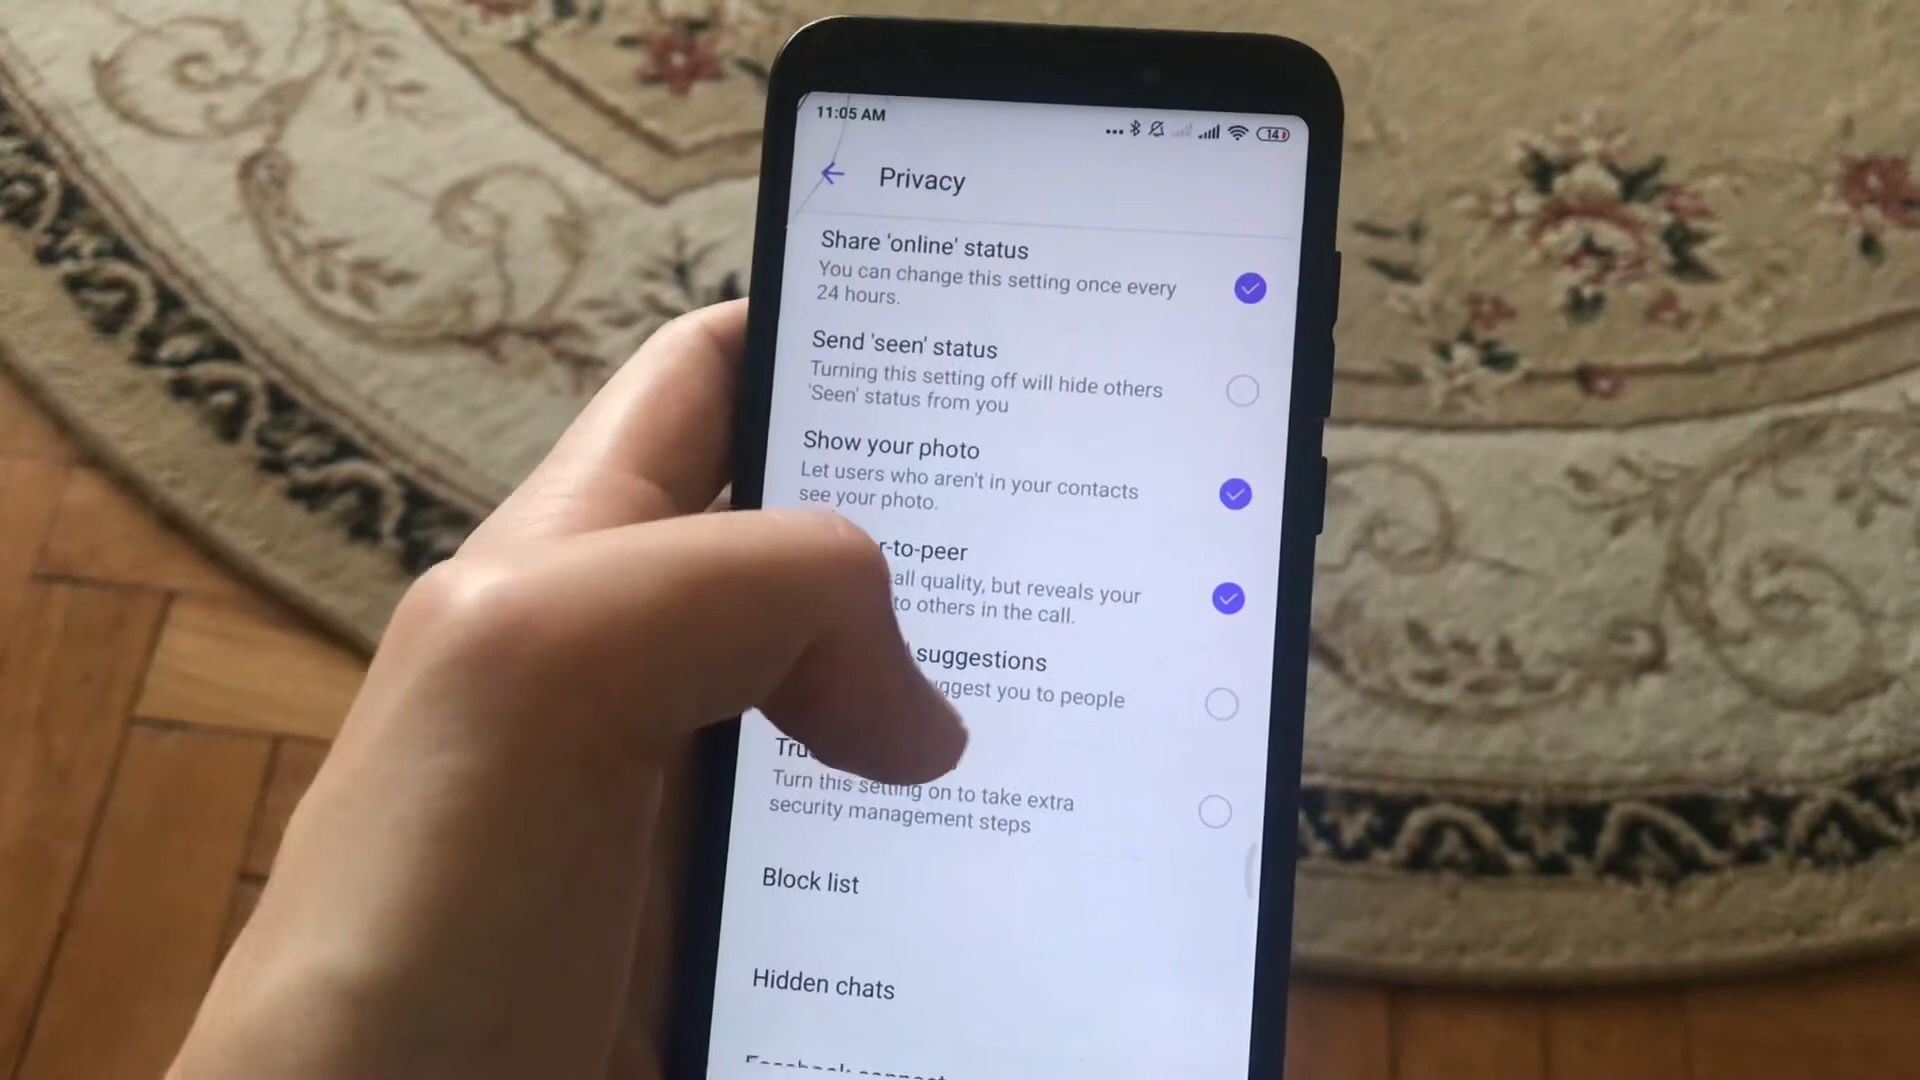 11:05 AM
14
Privacy
Share 'online' status
You can change this setting once every
24 hours.
Send 'seen' status
Turning this setting off will hide others
'Seen' status from you
Show your photo
Let users who aren't in your contacts
see your photo.
r-to-peer
all quality, but reveals your
to others in the call.
suggestions
uggest you to people
Tru
Turn this setting on to take extra
security management steps
Block list
Hidden chats